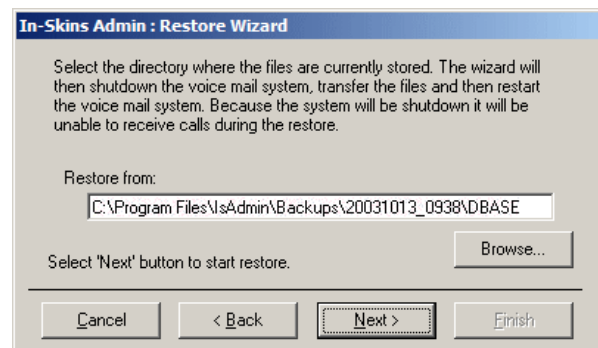 In-Skins Admin : Restore Wizard
Select the directory where the files are currently stored. The wizard will
then shutdown the voice mail system, transfer the files and then restart
the voice mail system. Because the system will be shutdown it will be
unable to receive calls during the restore.
Restore from:
C:\Program Files\IsAdmin\Backups\20031013_0938\DBASE
Browse...
Select 'Next' button to start restore.
Cancel
< Back
Next >
Finish